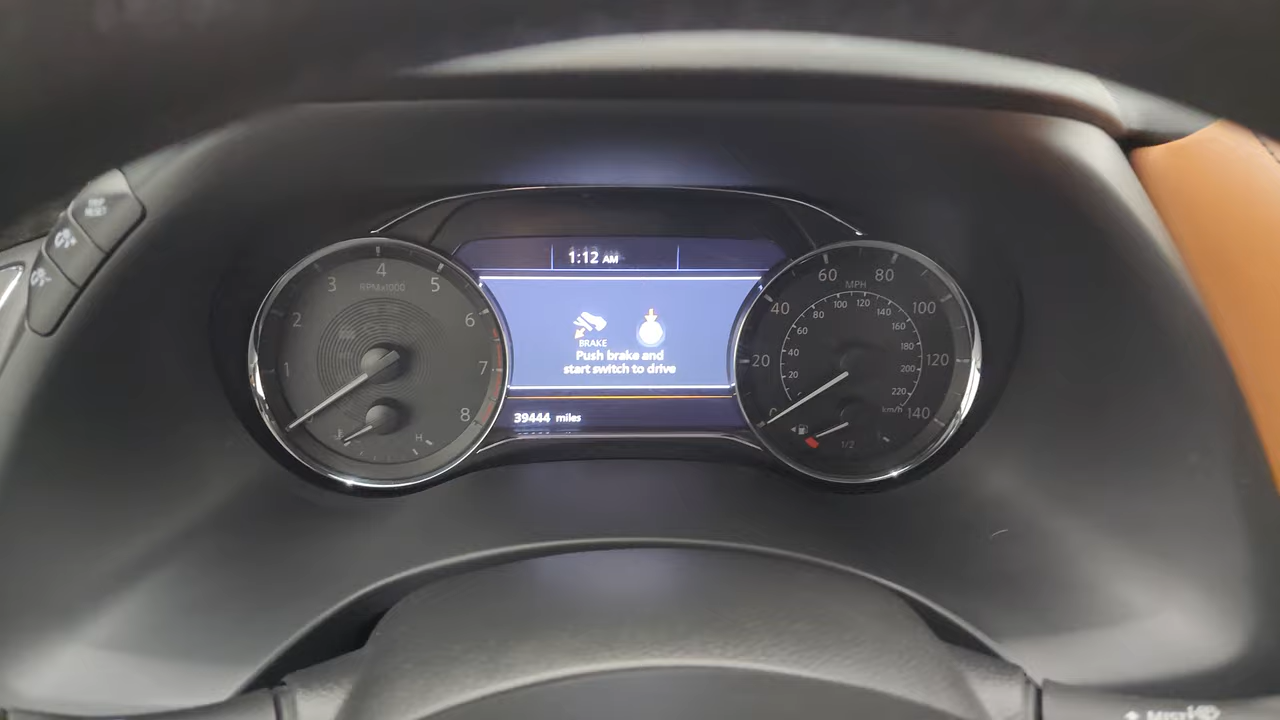 1:12 AM
BRAKE
Push brake and
start switch to drive
39444 miles
RPMx1000
1
2
3
4
5
6
7
8
H
MPH
0
20
40
60
80
100
120
140
20
40
60
80
100
120
140
160
180
200
220
km/h
1/2
MIST